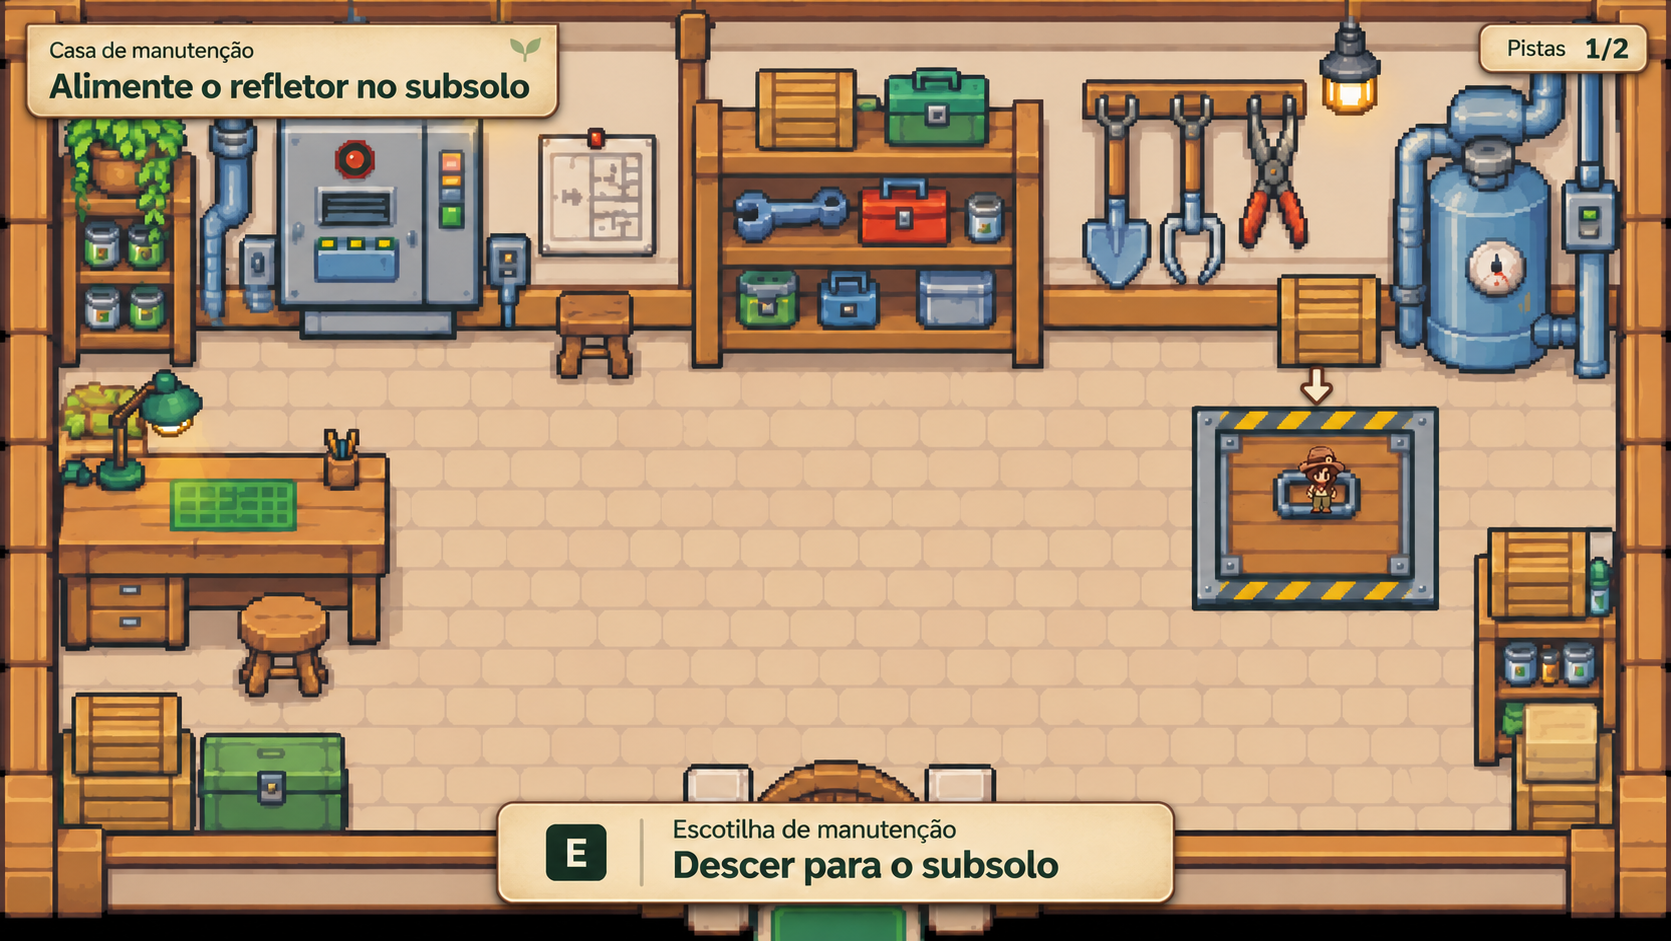 Casa de manutenção
Alimente o refletor no subsolo
Pistas 1/2
E
Escotilha de manutenção
Descer para o subsolo